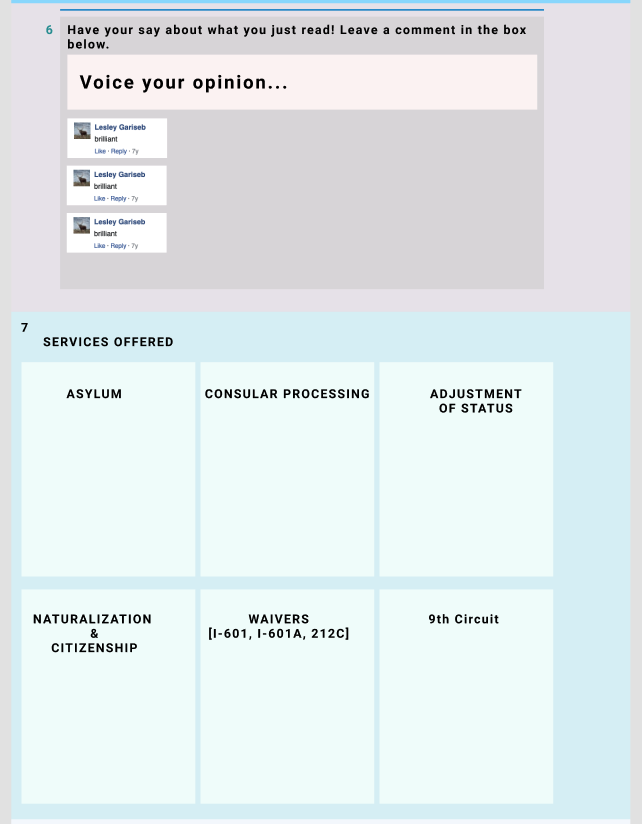 6
Have your say about what you just read! Leave a comment in the box
below.
Voice your opinion...
Lesley Gariseb
brilliant
Like · Reply · 7y
Lesley Gariseb
brilliant
Like · Reply · 7y
Lesley Gariseb
brilliant
Like · Reply · 7y
7
SERVICES OFFERED
ASYLUM
CONSULAR PROCESSING
ADJUSTMENT
OF STATUS
NATURALIZATION
&
CITIZENSHIP
WAIVERS
[I-601, I-601A, 212C]
9th Circuit